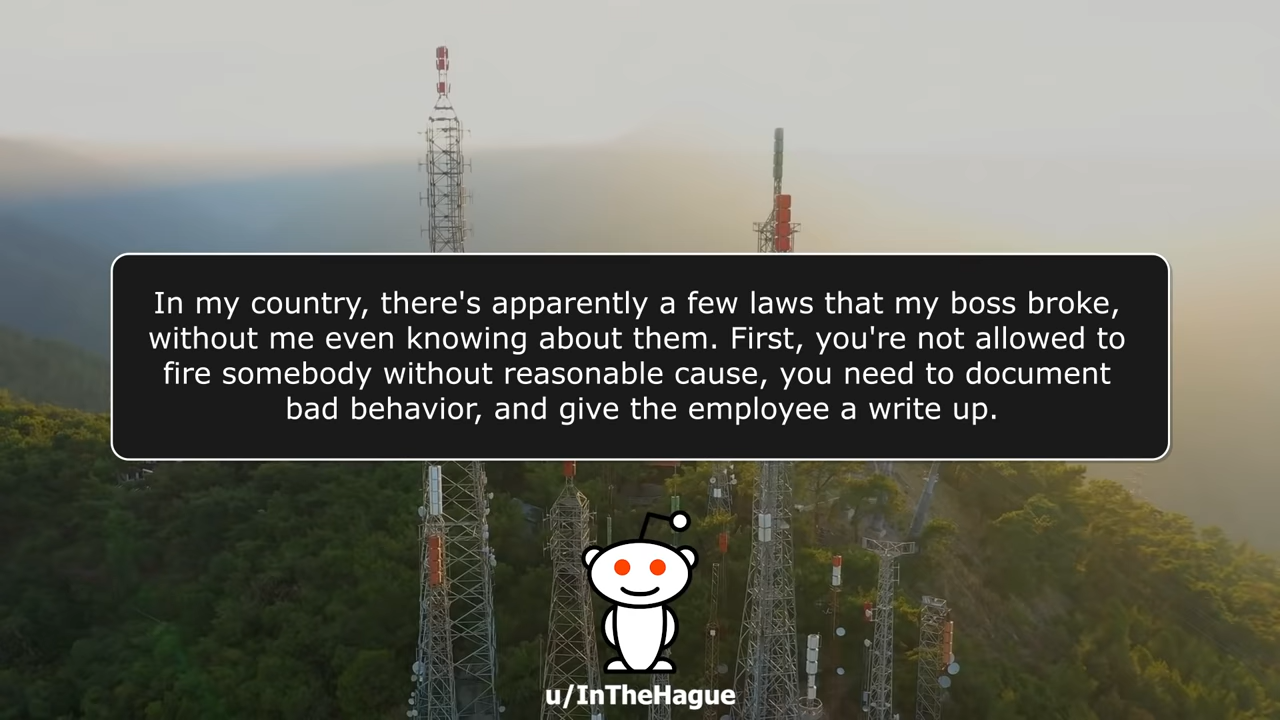 In my country, there's apparently a few laws that my boss broke,
without me even knowing about them. First, you're not allowed to
fire somebody without reasonable cause, you need to document
bad behavior, and give the employee a write up.
u/InTheHague